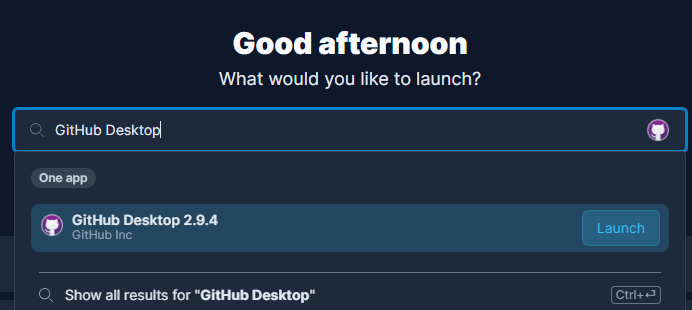 Good afternoon
What would you like to launch?
GitHub Desktop
One app
GitHub Desktop 2.9.4
GitHub Inc
Launch
Show all results for "GitHub Desktop"
Ctrl+⏎